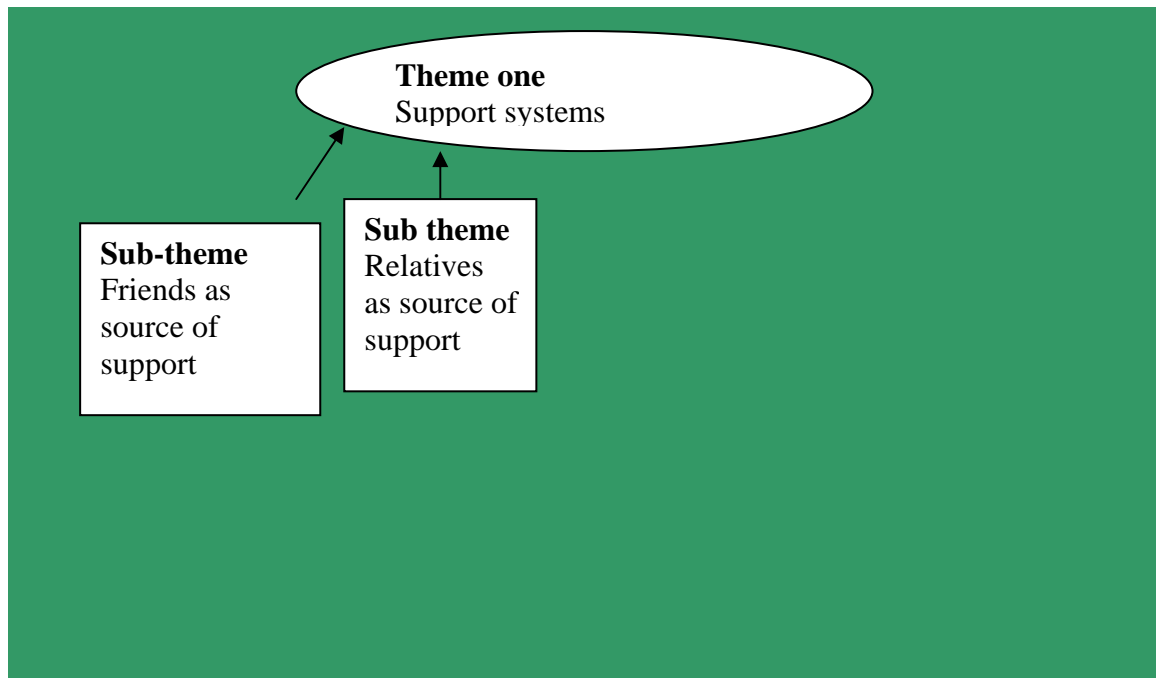 Theme one
Support systems
Sub-theme
Friends as
source of
support
Sub theme
Relatives
as source of
support